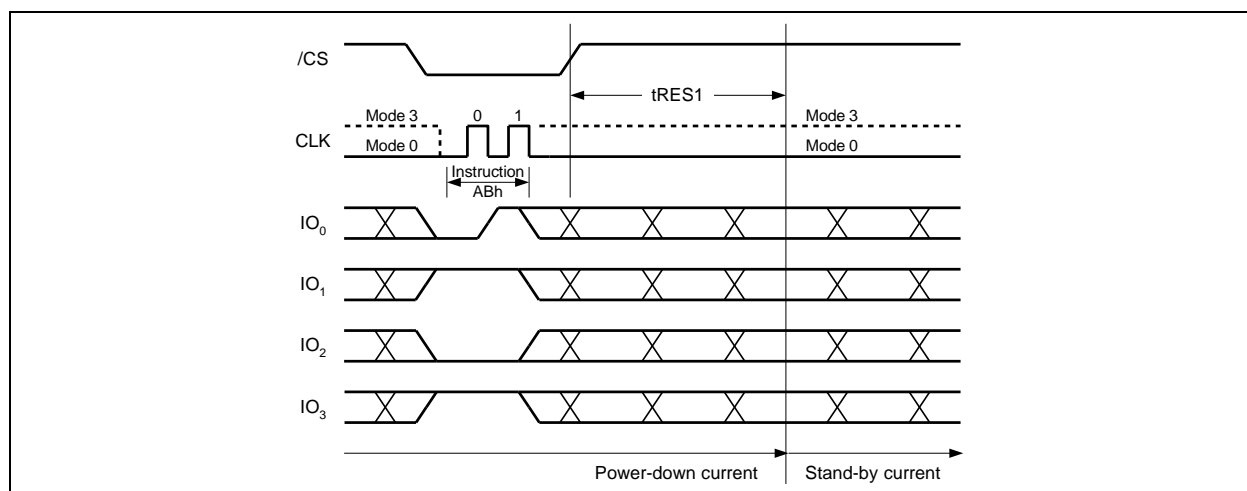 /CS
tRES1
Mode 3 0 1 Mode 3
CLK
Mode 0 Mode 0
Instruction
ABh
IO0
IO1
IO2
IO3
Power-down current Stand-by current